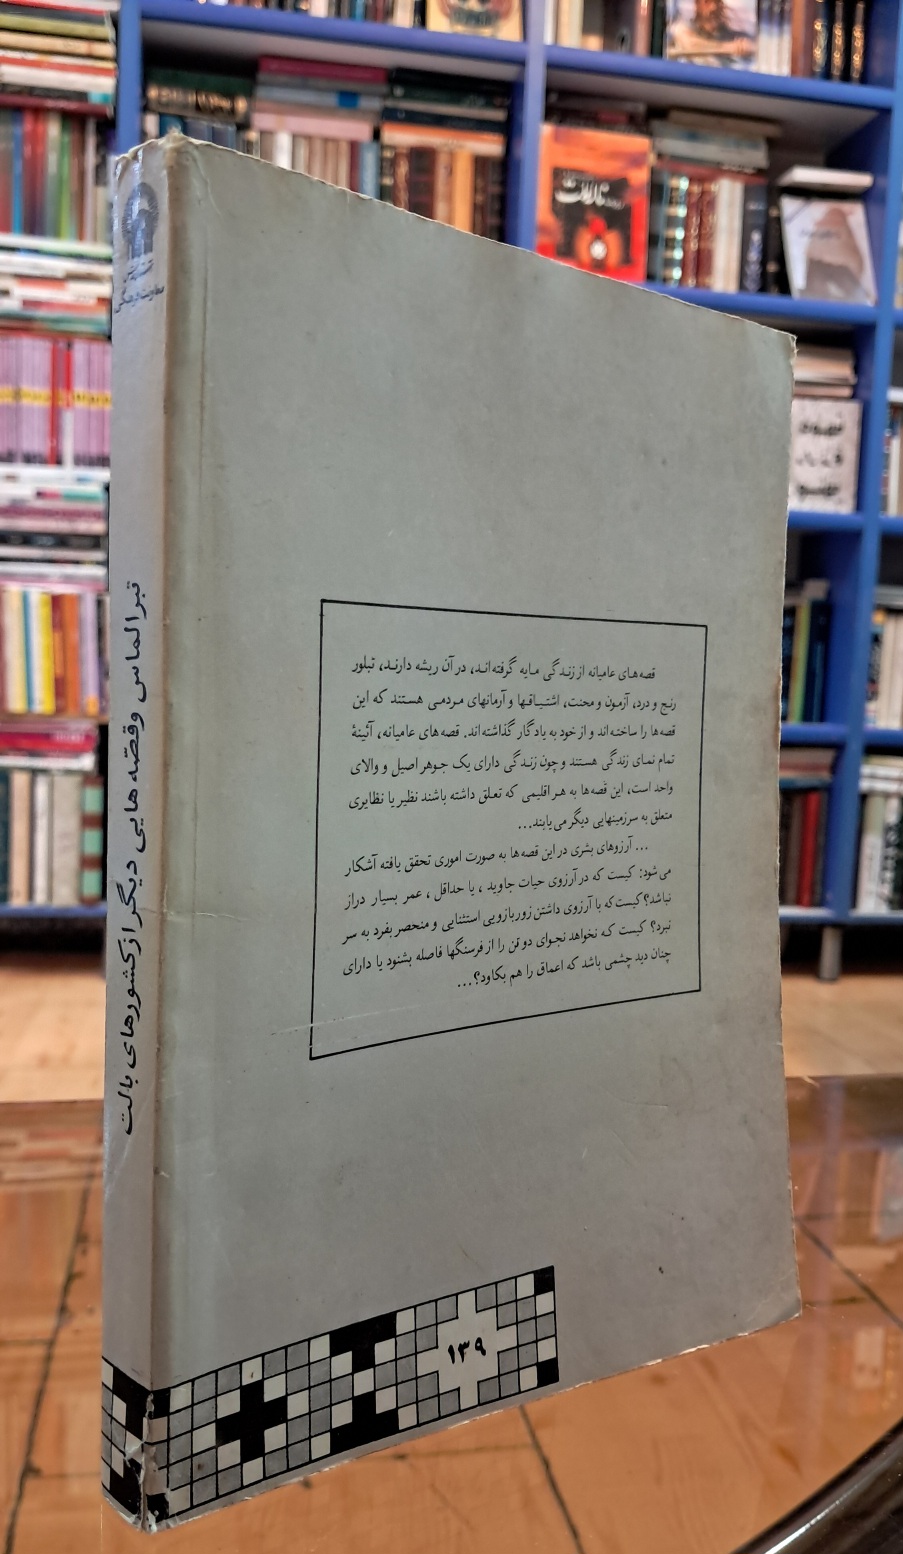 معاونت فرهنگی
تبر الماس و قصّه هایی دیگر از کشورهای بالت
قصه های عامیانه از زندگی مایه گرفته اند، در آن ریشه دارند، تبلور
رنج و درد، آزمون و محنت، اشتیاقها و آرمانهای مردمی هستند که این
قصه ها را ساخته اند و از خود به یادگار گذاشته اند. قصه های عامیانه، آئینۀ
تمام نمای زندگی هستند و چون زندگی دارای یک جوهر اصیل و والای
واحد است، این قصه ها به هر اقلیمی که تعلق داشته باشند نظیر یا نظایری
متعلق به سرزمینهایی دیگر می یابند...
... آرزوهای بشری در این قصه ها به صورت اموری تحقق یافته آشکار
می شود: کیست که در آرزوی حیات جاوید، یا حداقل، عمر بسیار دراز
نباشد؟ کیست که با آرزوی داشتن زور بازویی استثنایی و منحصر بفرد به سر
نبرد؟ کیست که نخواهد نجوای دو تن را از فرسنگها فاصله بشنود یا دارای
چنان دید چشمی باشد که اعماق را هم بکاود؟...
۱۳۹